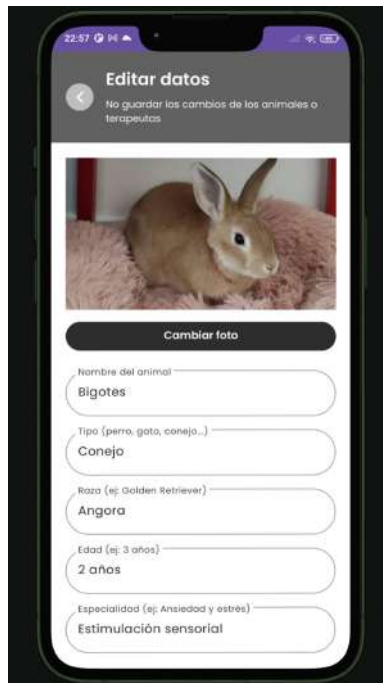 22:57
Editar datos
No guardar los cambios de los animales o
terapeutas
Cambiar foto
Nombre del animal
Bigotes
Tipo (perro, gato, conejo...)
Conejo
Raza (ej: Golden Retriever)
Angora
Edad (ej: 3 años)
2 años
Especialidad (ej: Ansiedad y estrés)
Estimulación sensorial